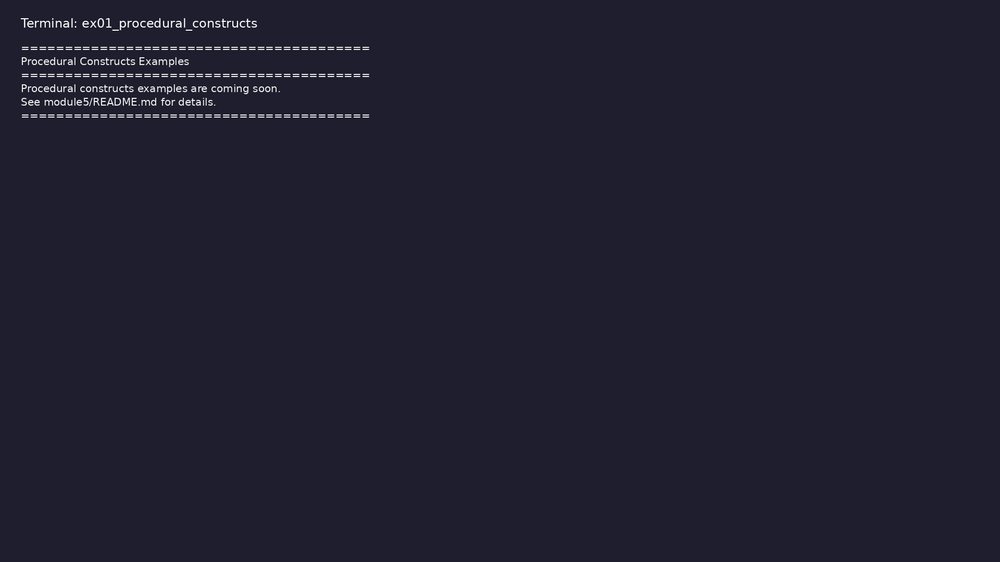 Terminal: ex01_procedural_constructs
========================================
Procedural Constructs Examples
========================================
Procedural constructs examples are coming soon.
See module5/README.md for details.
========================================